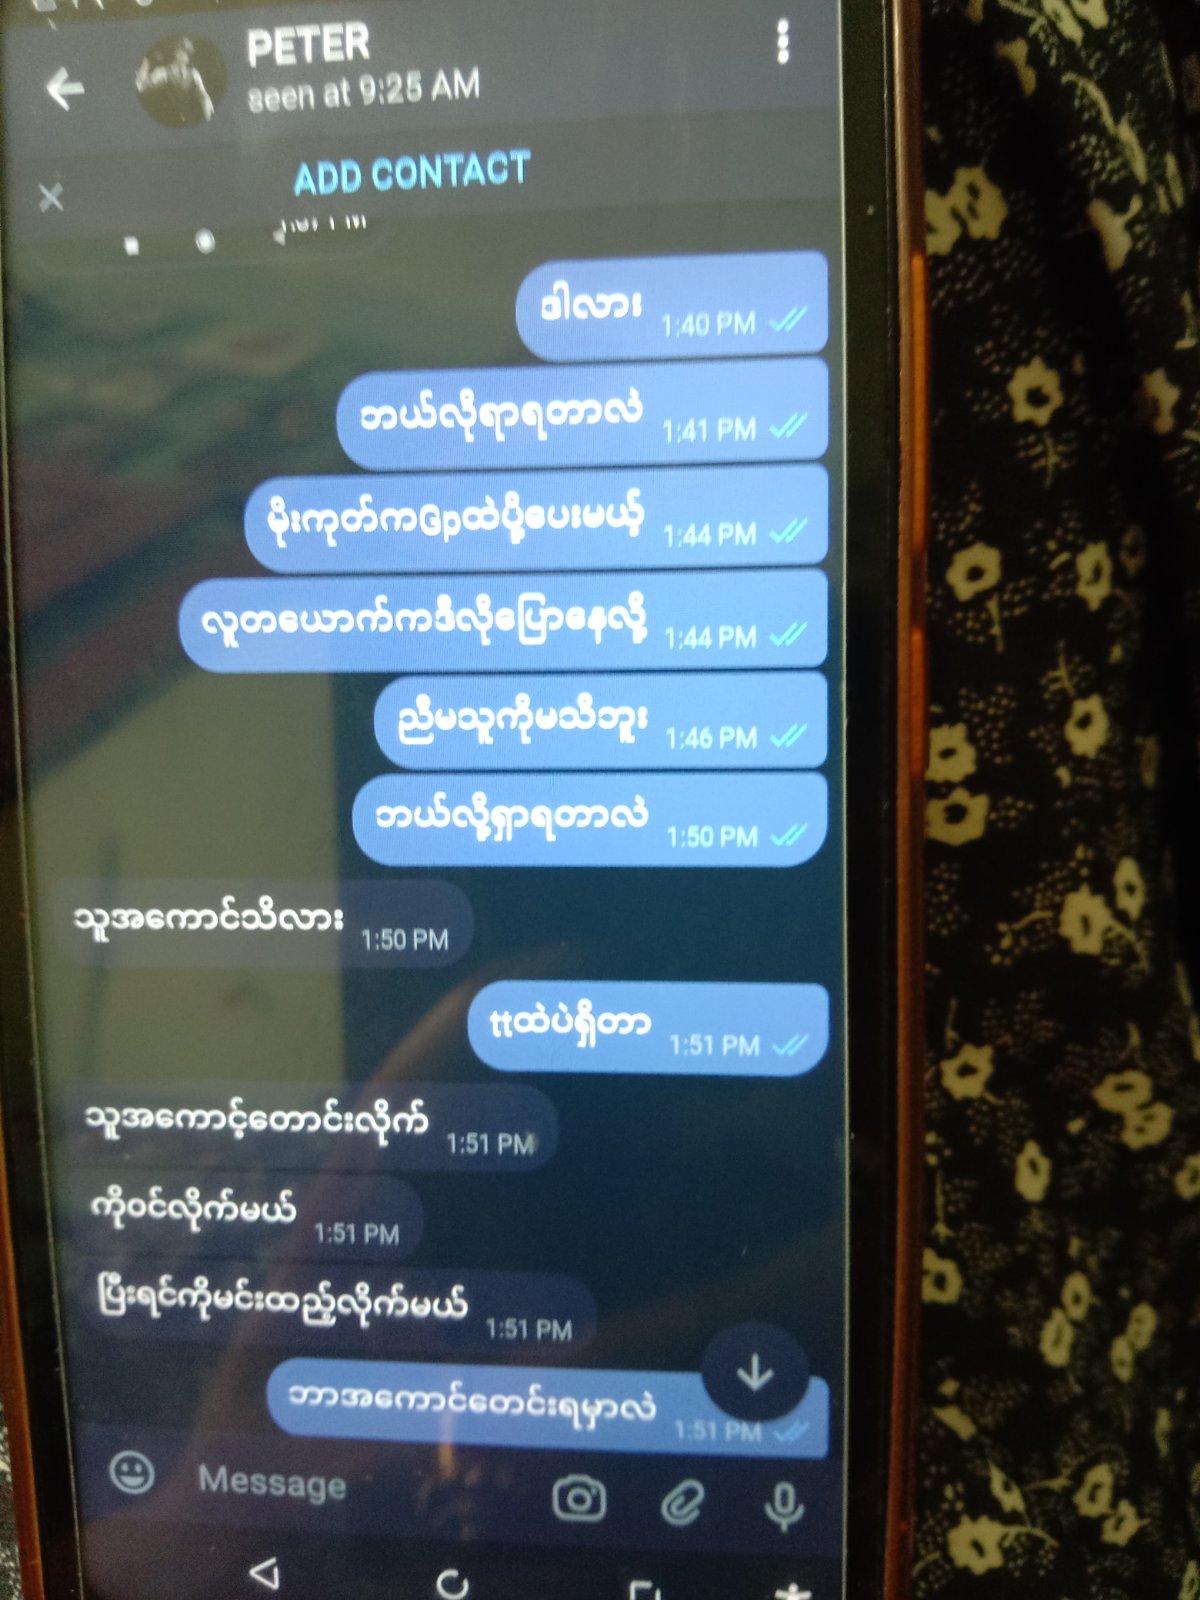 PETER
seen at 9:25 AM
ADD CONTACT
ဒါလား 1:40 PM
ဘယ်လိုရာရတာလဲ 1:41 PM
မိုးကုတ်ကGpထဲပို့ပေးမယ့် 1:44 PM
လူတယောက်ကဒီလိုပြောနေလို့ 1:44 PM
ညီမသူကိုမသိဘူး 1:46 PM
ဘယ်လို့ရှာရတာလဲ 1:50 PM
သူအကောင်သိလား 1:50 PM
ttထဲပဲရှိတာ 1:51 PM
သူအကောင့်တောင်းလိုက် 1:51 PM
ကိုဝင်လိုက်မယ် 1:51 PM
ပြီးရင်ကိုမင်းထည့်လိုက်မယ် 1:51 PM
ဘာအကောင်တေင်းရမှာလဲ 1:51 PM
Message